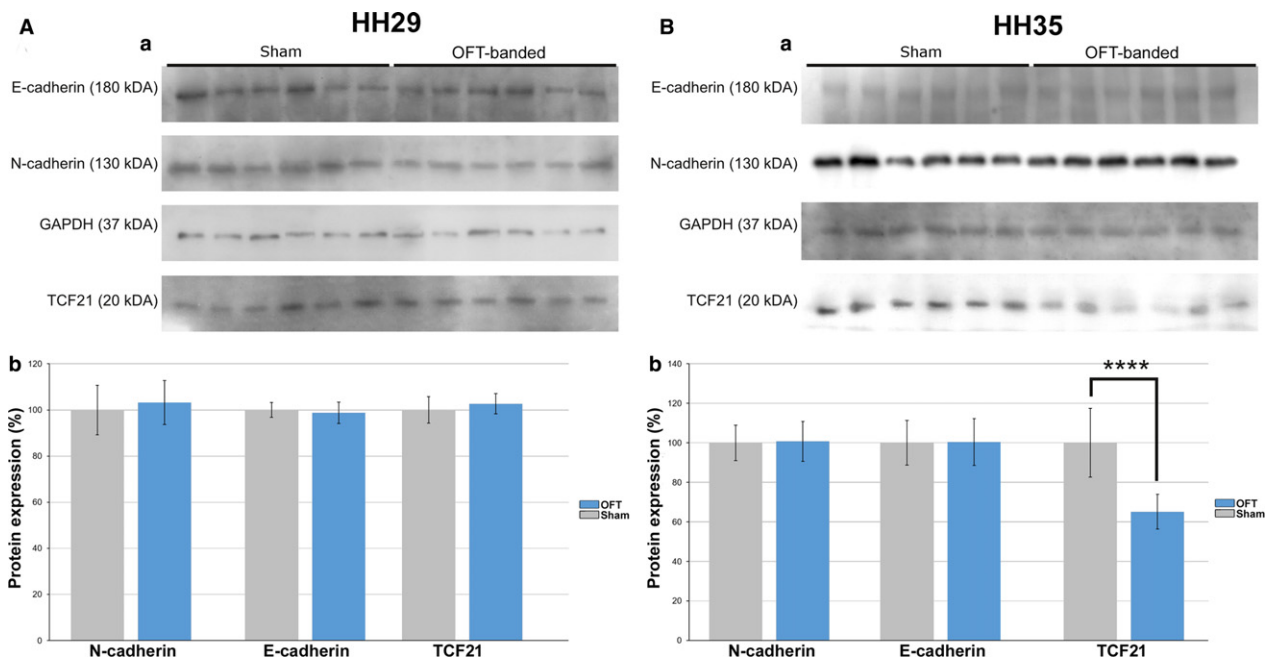 A
HH29
a
Sham
OFT-banded
E-cadherin (180 kDA)
N-cadherin (130 kDA)
GAPDH (37 kDA)
TCF21 (20 kDA)
b
Protein expression (%)
120
100
80
60
40
20
0
N-cadherin
E-cadherin
TCF21
OFT
Sham
B
HH35
a
Sham
OFT-banded
E-cadherin (180 kDA)
N-cadherin (130 kDA)
GAPDH (37 kDA)
TCF21 (20 kDA)
b
Protein expression (%)
140
120
100
80
60
40
20
0
****
N-cadherin
E-cadherin
TCF21
OFT
Sham